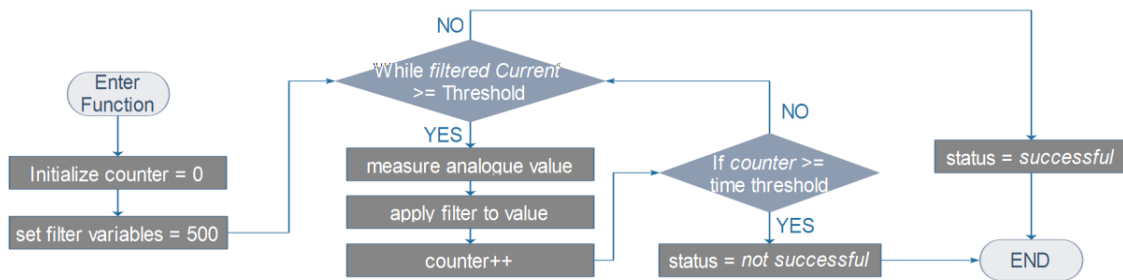 Enter
Function
Initialize counter = 0
set filter variables = 500
NO
While filtered Current
>= Threshold
YES
measure analogue value
apply filter to value
counter++
NO
If counter >=
time threshold
YES
status = not successful
status = successful
END